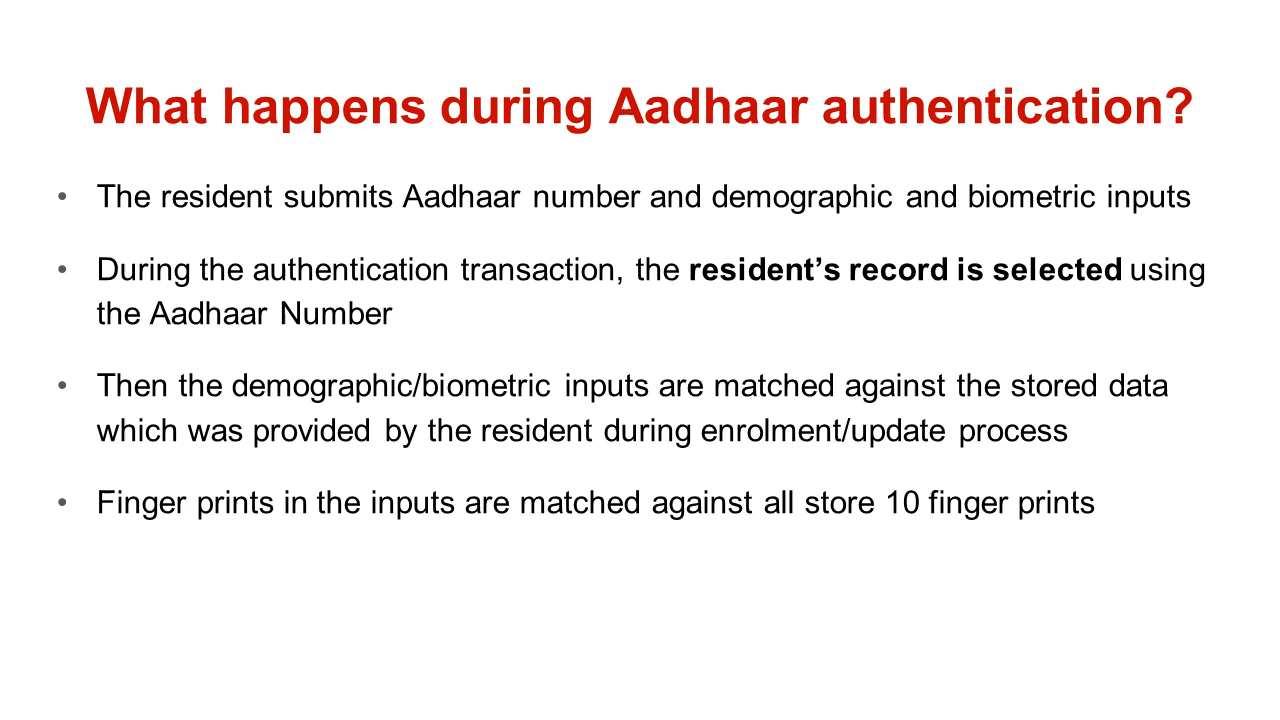 What happens during Aadhaar authentication?
• The resident submits Aadhaar number and demographic and biometric inputs
• During the authentication transaction, the resident’s record is selected using
the Aadhaar Number
• Then the demographic/biometric inputs are matched against the stored data
which was provided by the resident during enrolment/update process
• Finger prints in the inputs are matched against all store 10 finger prints